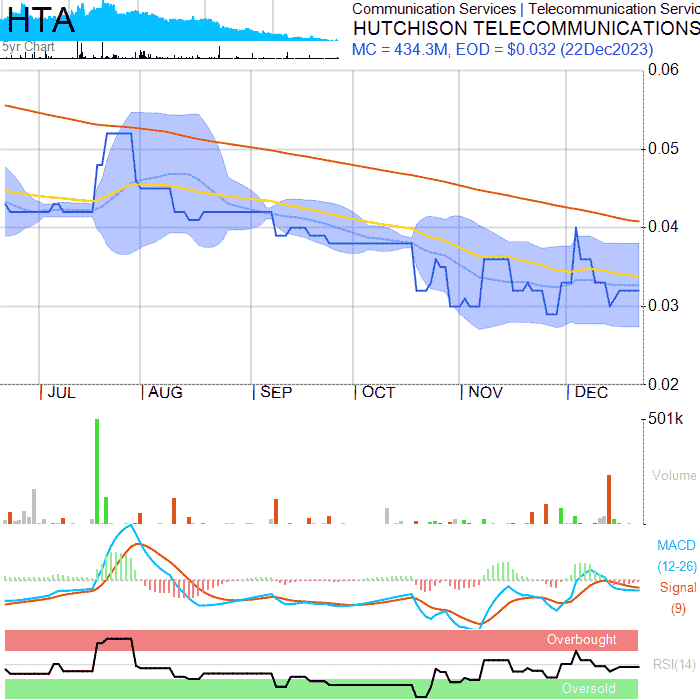 HTA
5yr Chart
Communication Services | Telecommunication Servic
HUTCHISON TELECOMMUNICATIONS
MC = 434.3M, EOD = $0.032 (22Dec2023)
0.06
0.05
0.04
0.03
0.02
| JUL | AUG | SEP | OCT | NOV | DEC
501k
Volume
MACD
(12-26)
Signal
(9)
Overbought
RSI(14)
Oversold